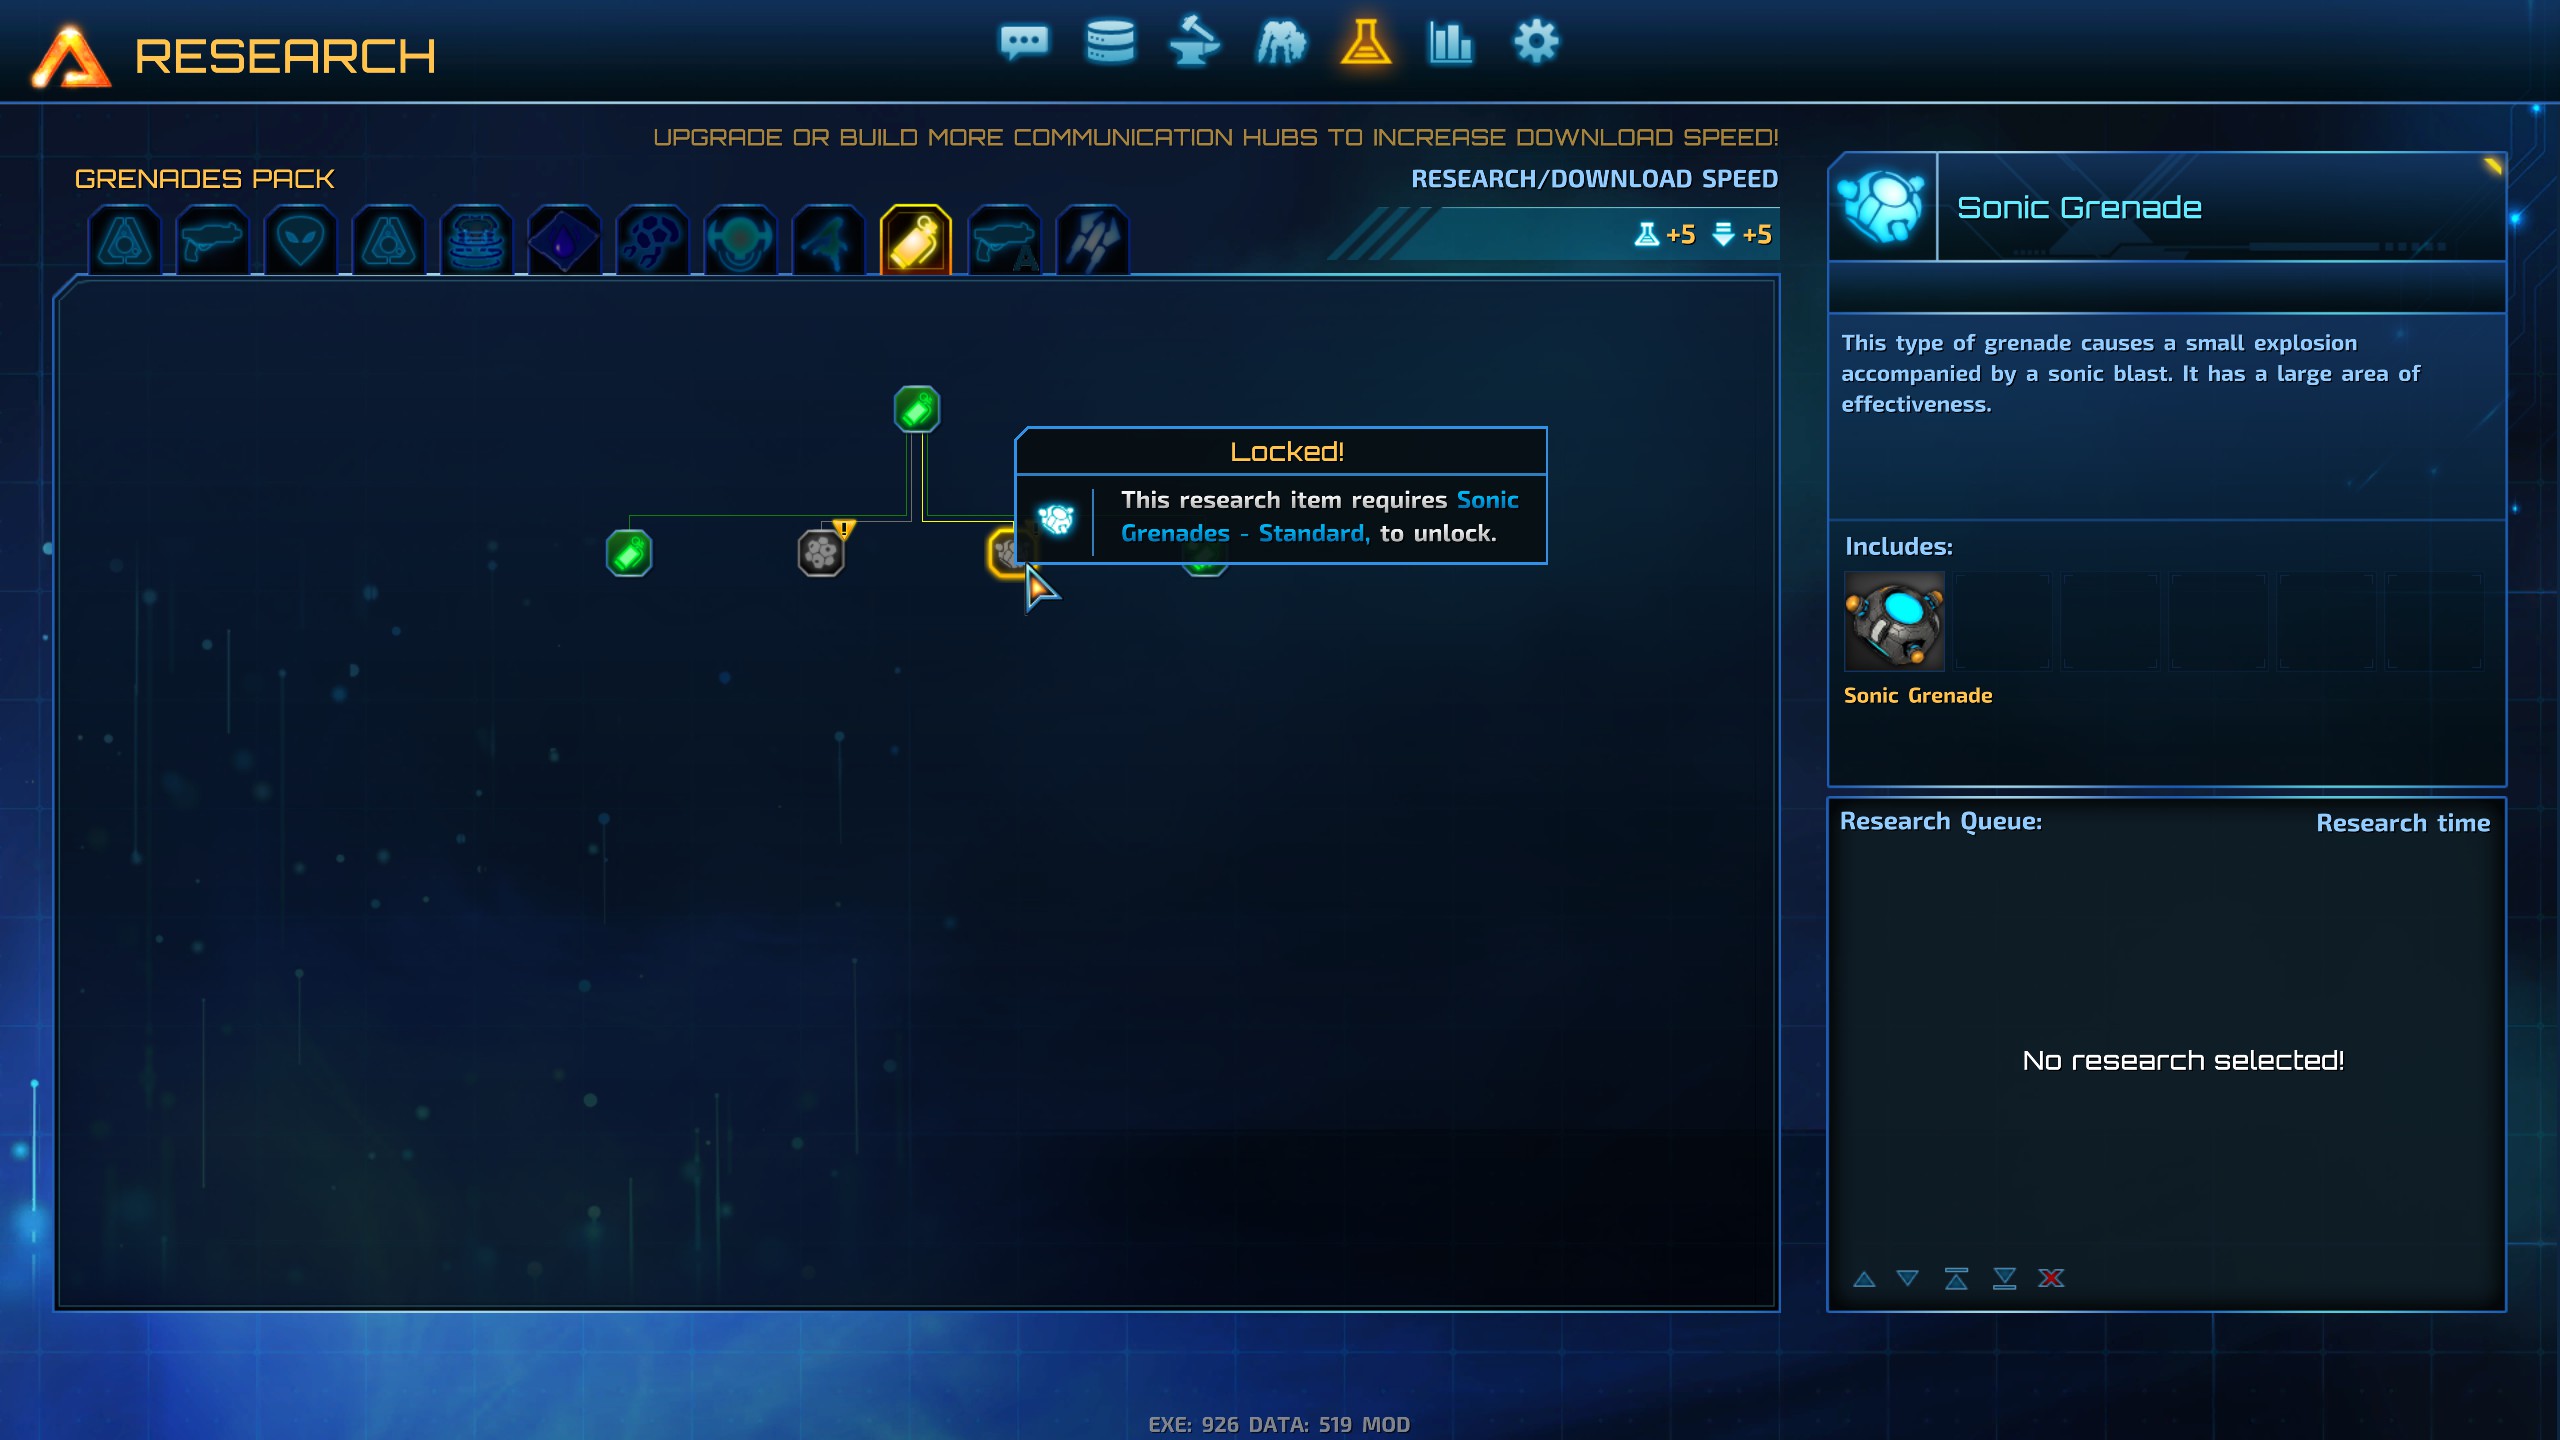 RESEARCH
UPGRADE OR BUILD MORE COMMUNICATION HUBS TO INCREASE DOWNLOAD SPEED!
GRENADES PACK
RESEARCH/DOWNLOAD SPEED
+5 +5
Locked!
This research item requires Sonic
Grenades - Standard, to unlock.
Sonic Grenade
This type of grenade causes a small explosion
accompanied by a sonic blast. It has a large area of
effectiveness.
Includes:
Sonic Grenade
Research Queue:
Research time
No research selected!
EXE: 926 DATA: 519 MOD